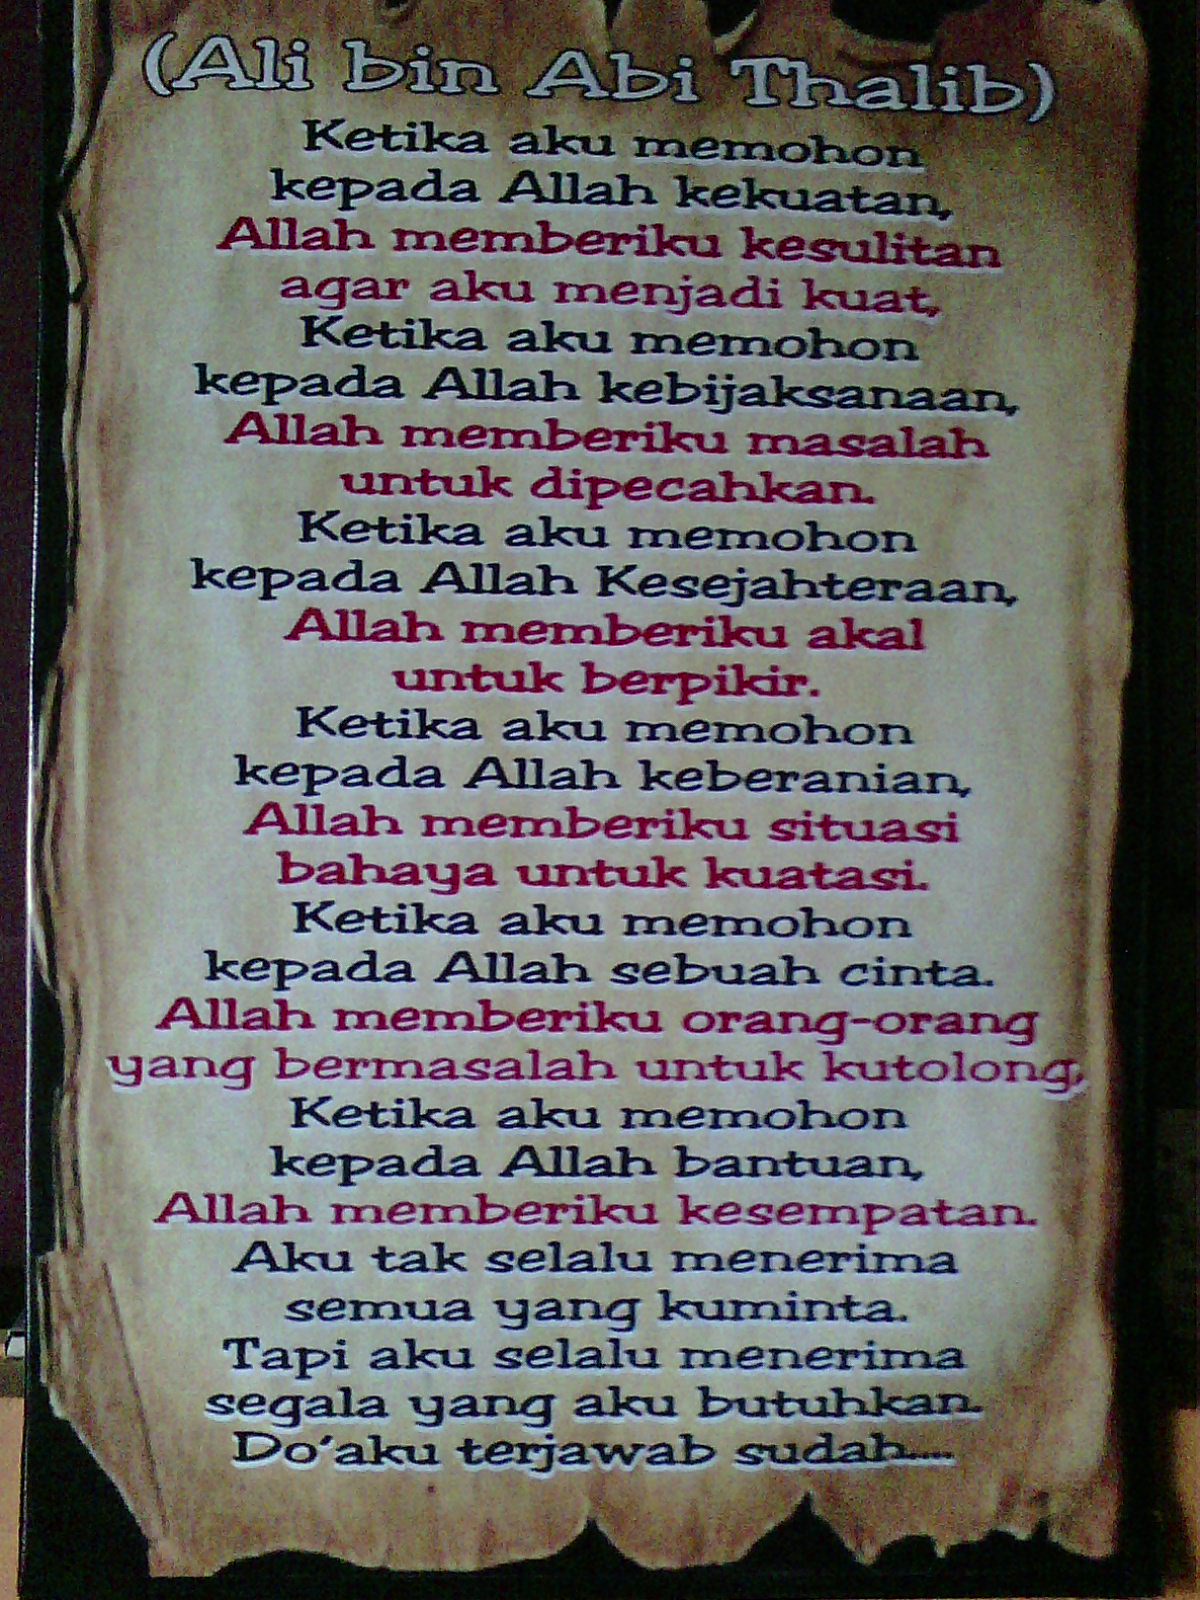 (Ali bin Abi Thalib)
Ketika aku memohon
kepada Allah kekuatan,
Allah memberiku kesulitan
agar aku menjadi kuat,
Ketika aku memohon
kepada Allah kebijaksanaan,
Allah memberiku masalah
untuk dipecahkan.
Ketika aku memohon
kepada Allah Kesejahteraan,
Allah memberiku akal
untuk berpikir.
Ketika aku memohon
kepada Allah keberanian,
Allah memberiku situasi
bahaya untuk kuatasi.
Ketika aku memohon
kepada Allah sebuah cinta.
Allah memberiku orang-orang
yang bermasalah untuk kutolong,
Ketika aku memohon
kepada Allah bantuan,
Allah memberiku kesempatan.
Aku tak selalu menerima
semua yang kuminta.
Tapi aku selalu menerima
segala yang aku butuhkan.
Do'aku terjawab sudah....